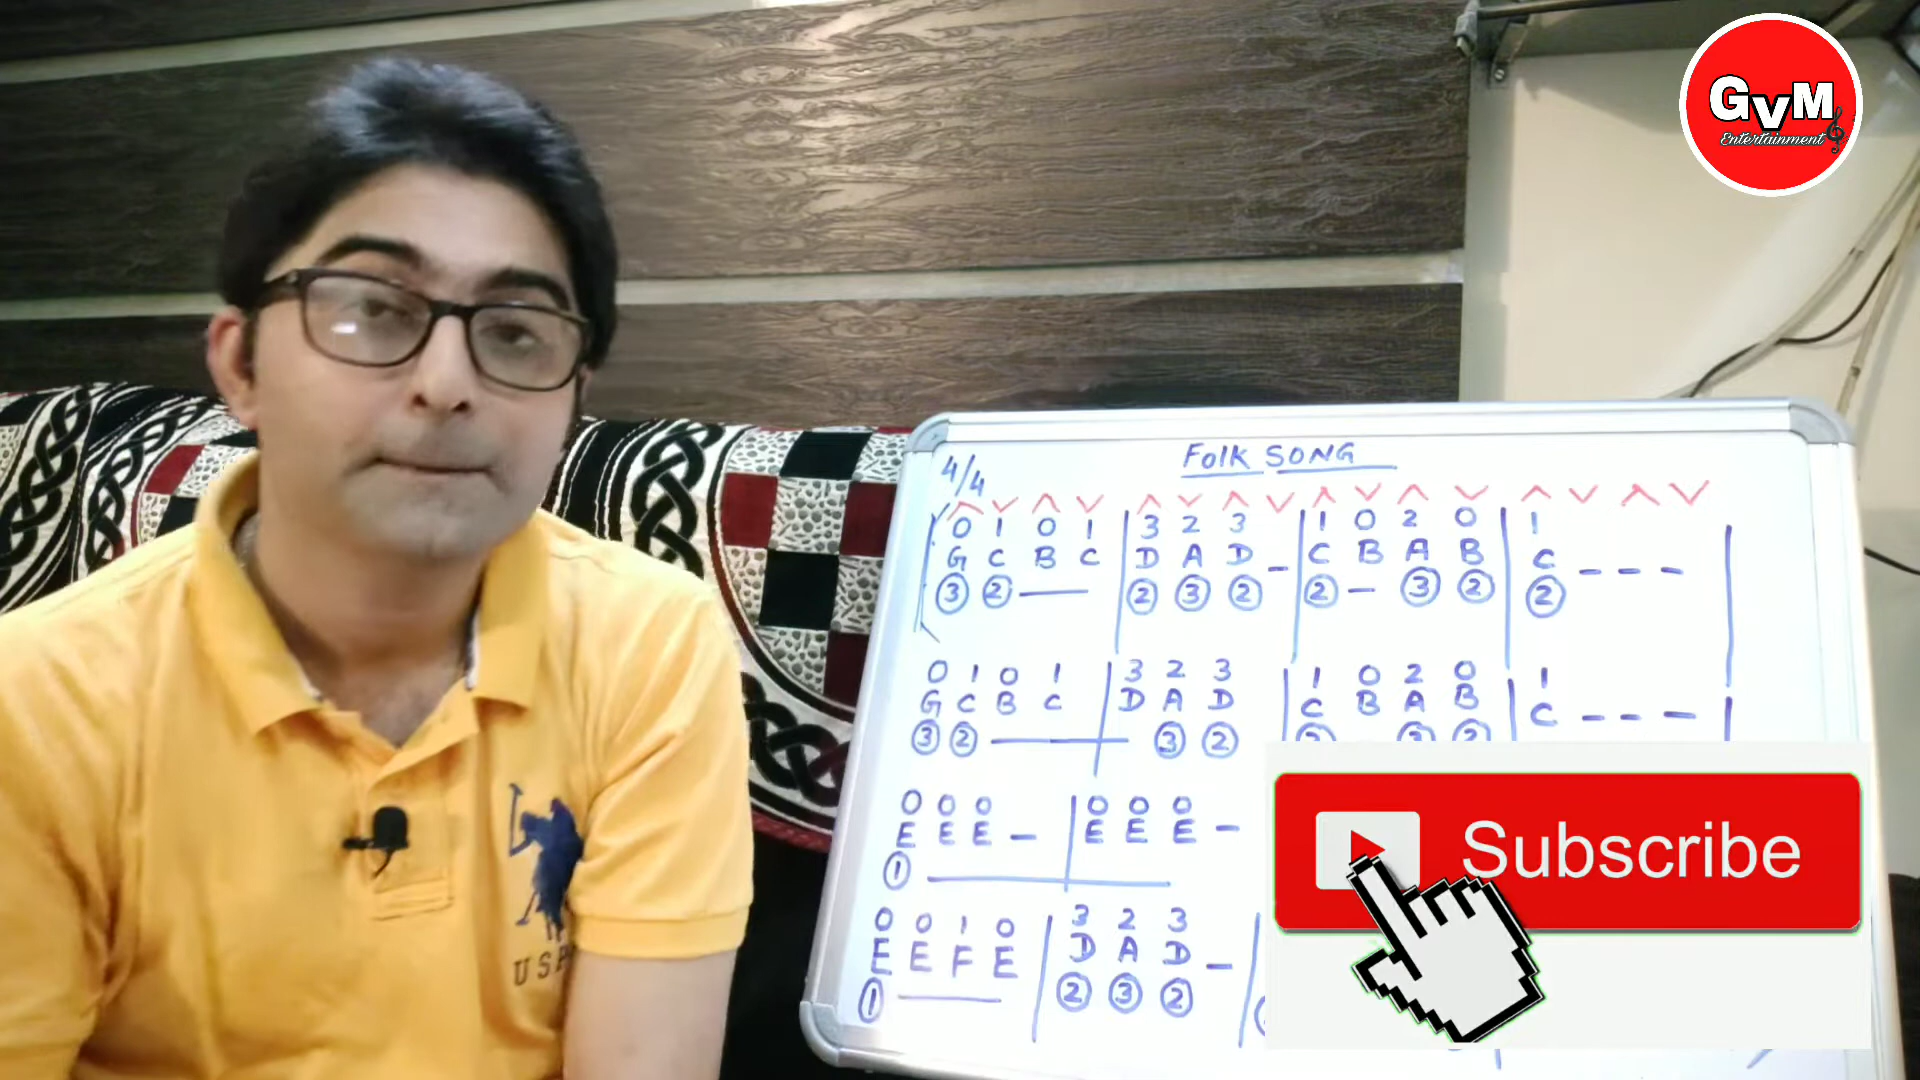 GVM
Entertainment
Folk SONG
4/4
0 1 0 1 | 3 2 3 | 1 0 2 0 | 1
G C B C | D A D - | C B A B | C - - - |
③ ② — | ② ③ ② | ② - ③ ② | ②
0 1 0 1 | 3 2 3 | 1 0 2 0 | 1
G C B C | D A D | C B A B | C - - - |
③ ② — ③ ② ② ③ ②
0 0 0 | 0 0 0
E E E - | E E E -
① —
0 0 1 0 | 3 2 3
E E F E | D A D - |
① — | ② ③ ②
Subscribe